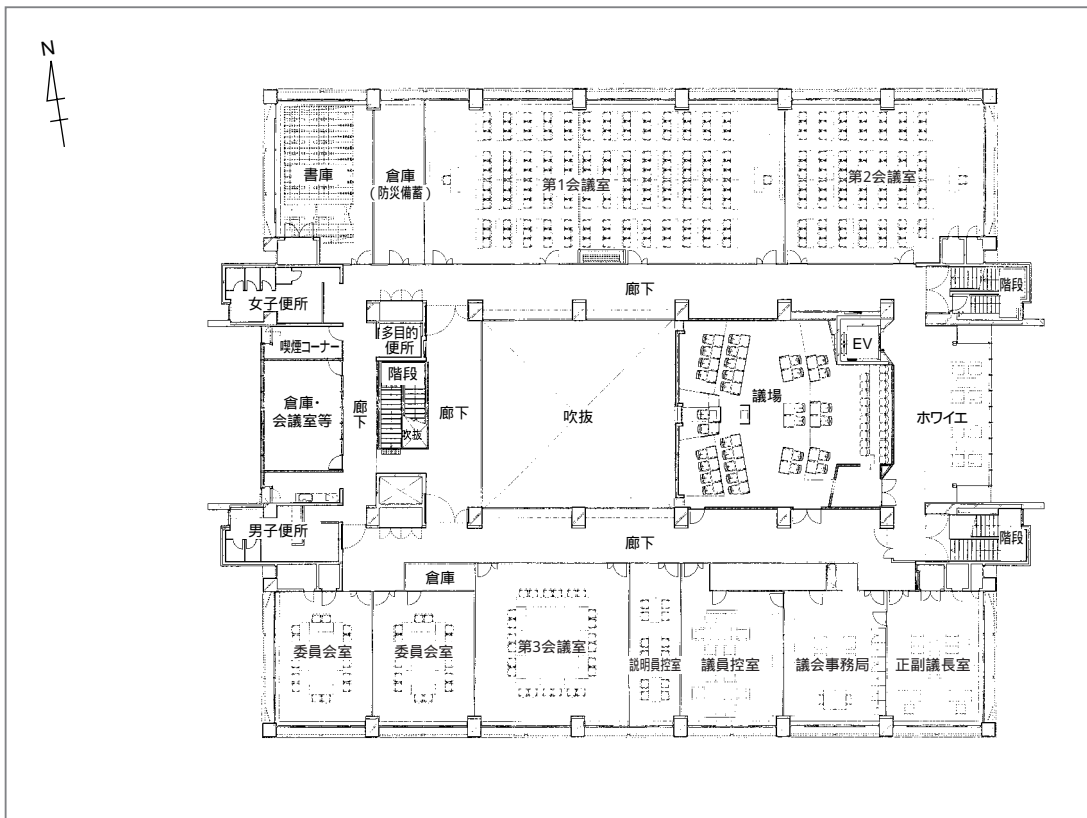 N
書庫
倉庫
(防災備蓄)
第1会議室
第2会議室
廊下
階段
女子便所
喫煙コーナー
多目的
便所
階段
EV
倉庫・
会議室等
廊
下
吹抜
廊下
吹抜
議場
ホワイエ
男子便所
廊下
階段
倉庫
委員会室
委員会室
第3会議室
説明員控室
議員控室
議会事務局
正副議長室